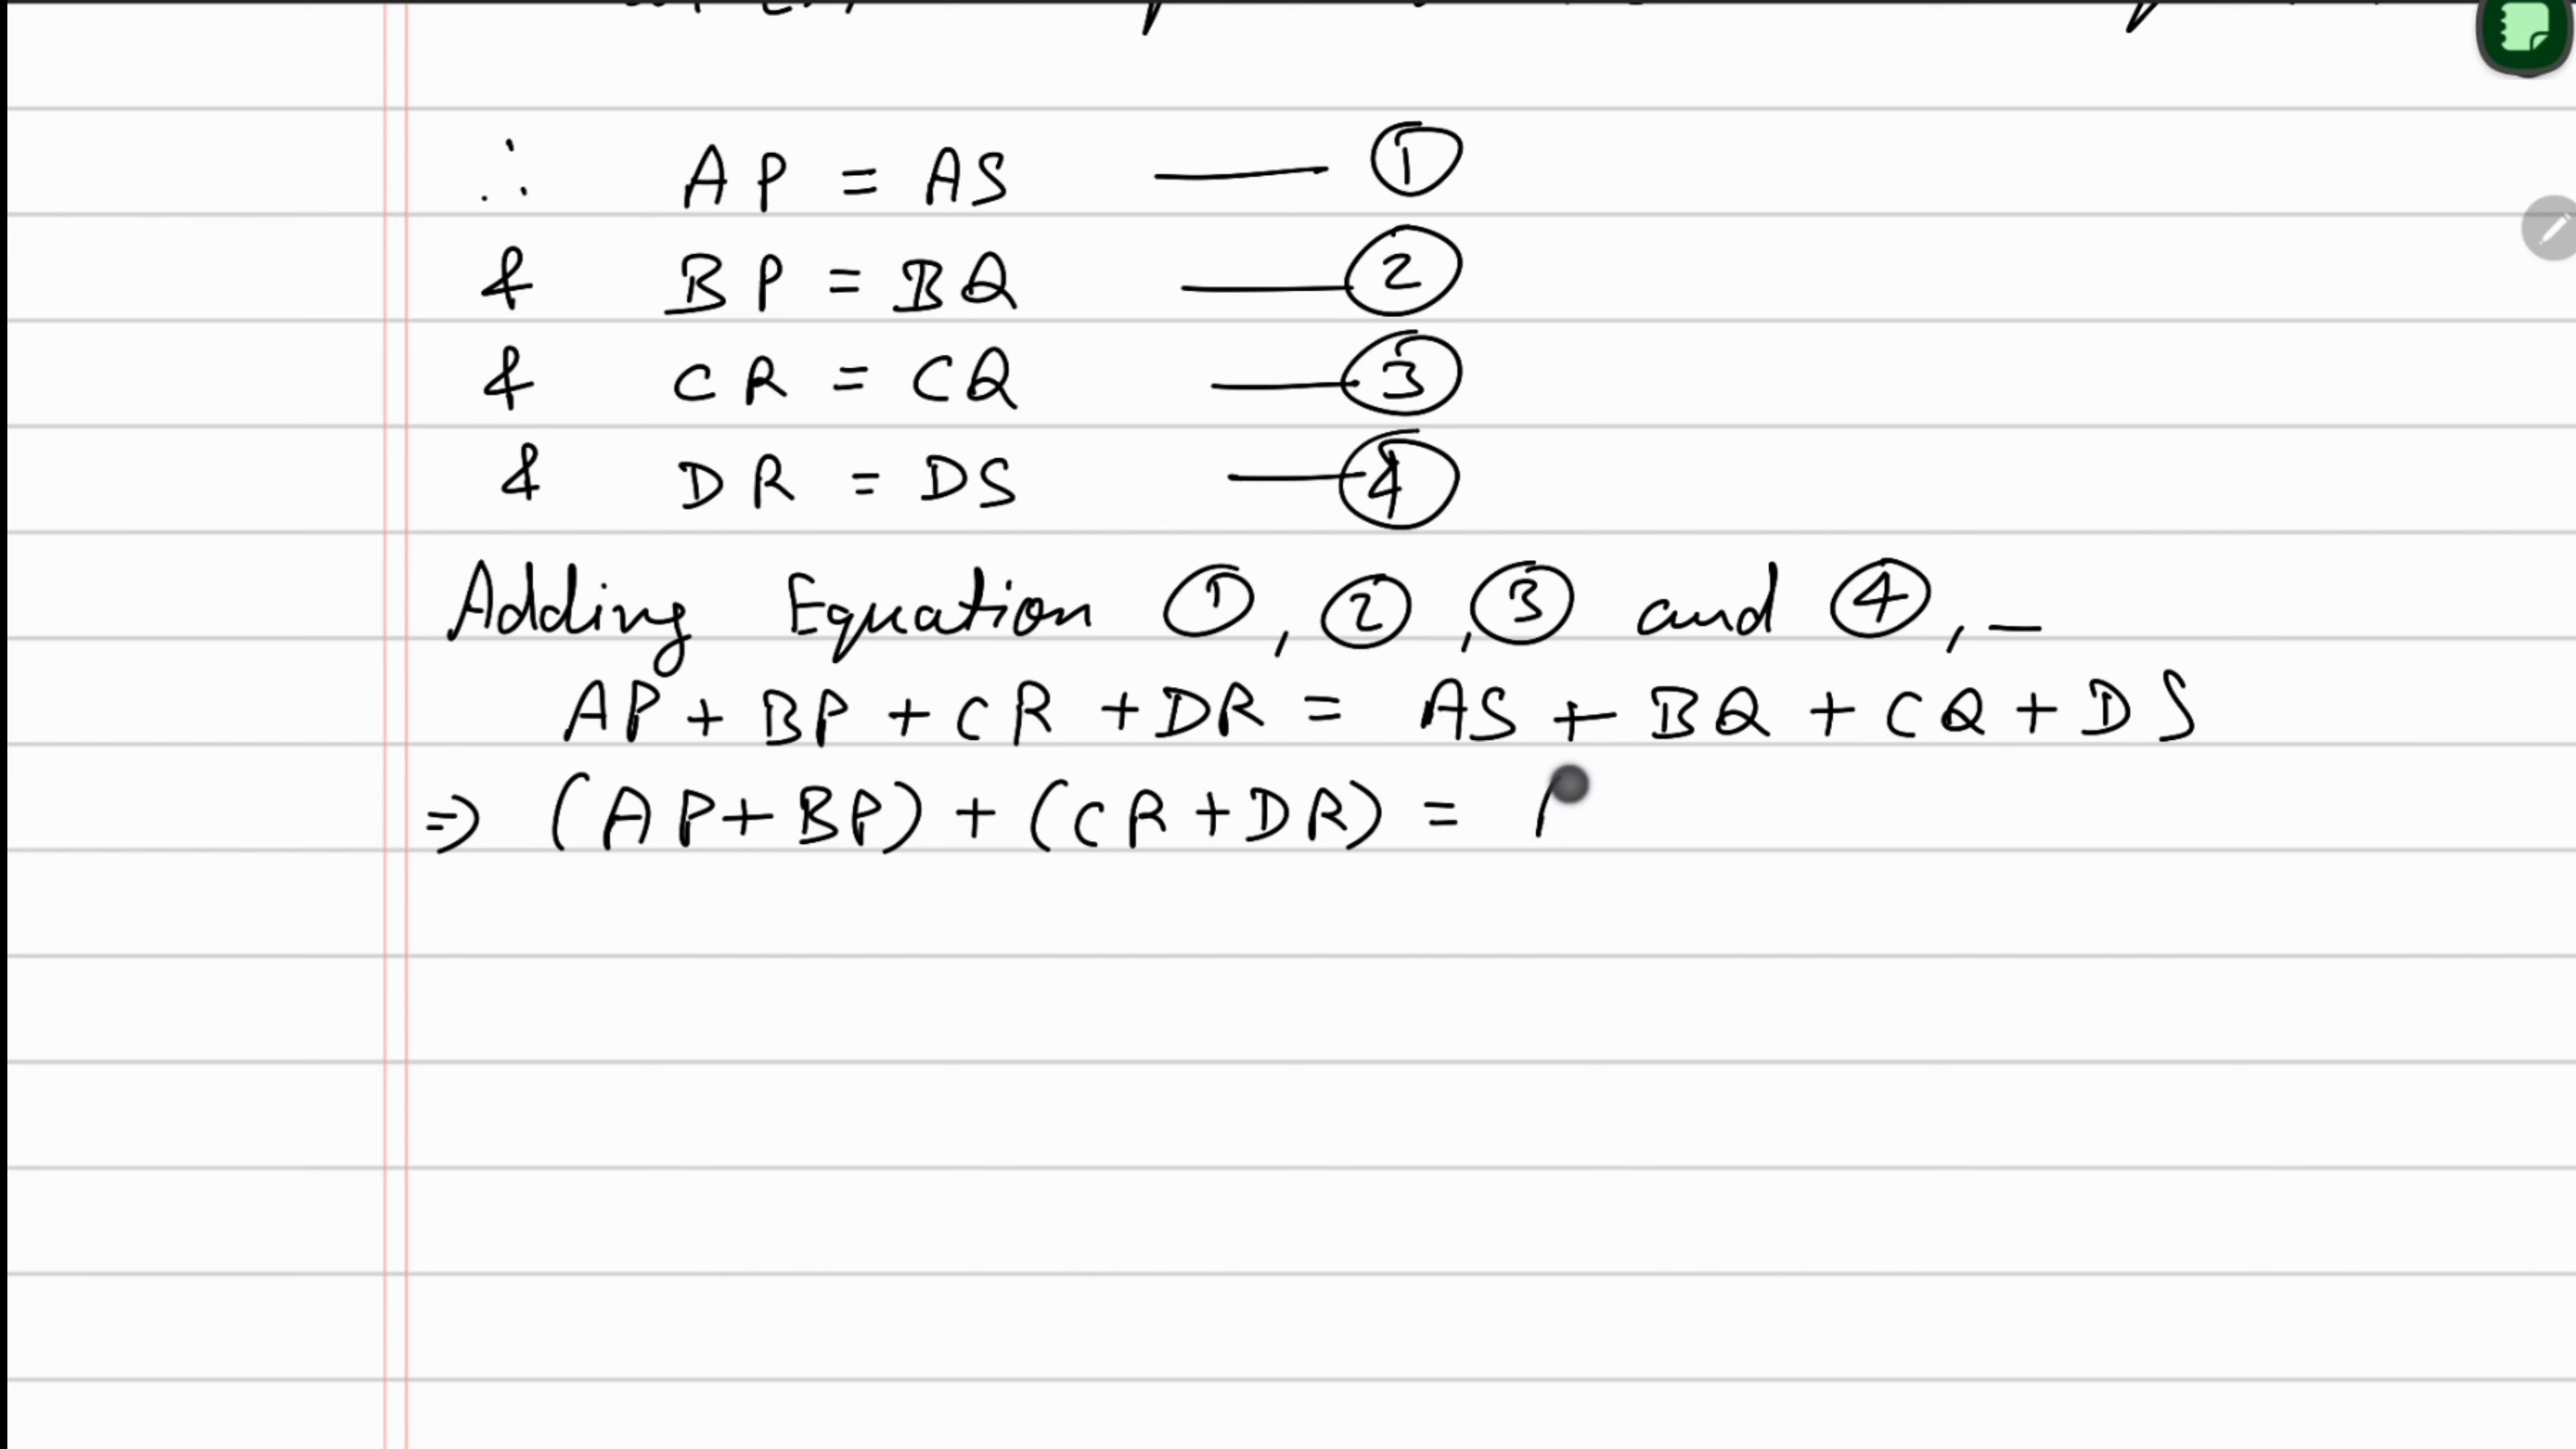 ∴ AP = AS —— ①
& BP = BQ —— ②
& CR = CQ —— ③
& DR = DS —— ④
Adding Equation ①, ②, ③ and ④, –
AP + BP + CR + DR = AS + BQ + CQ + DS
⇒ (AP + BP) + (CR + DR) =